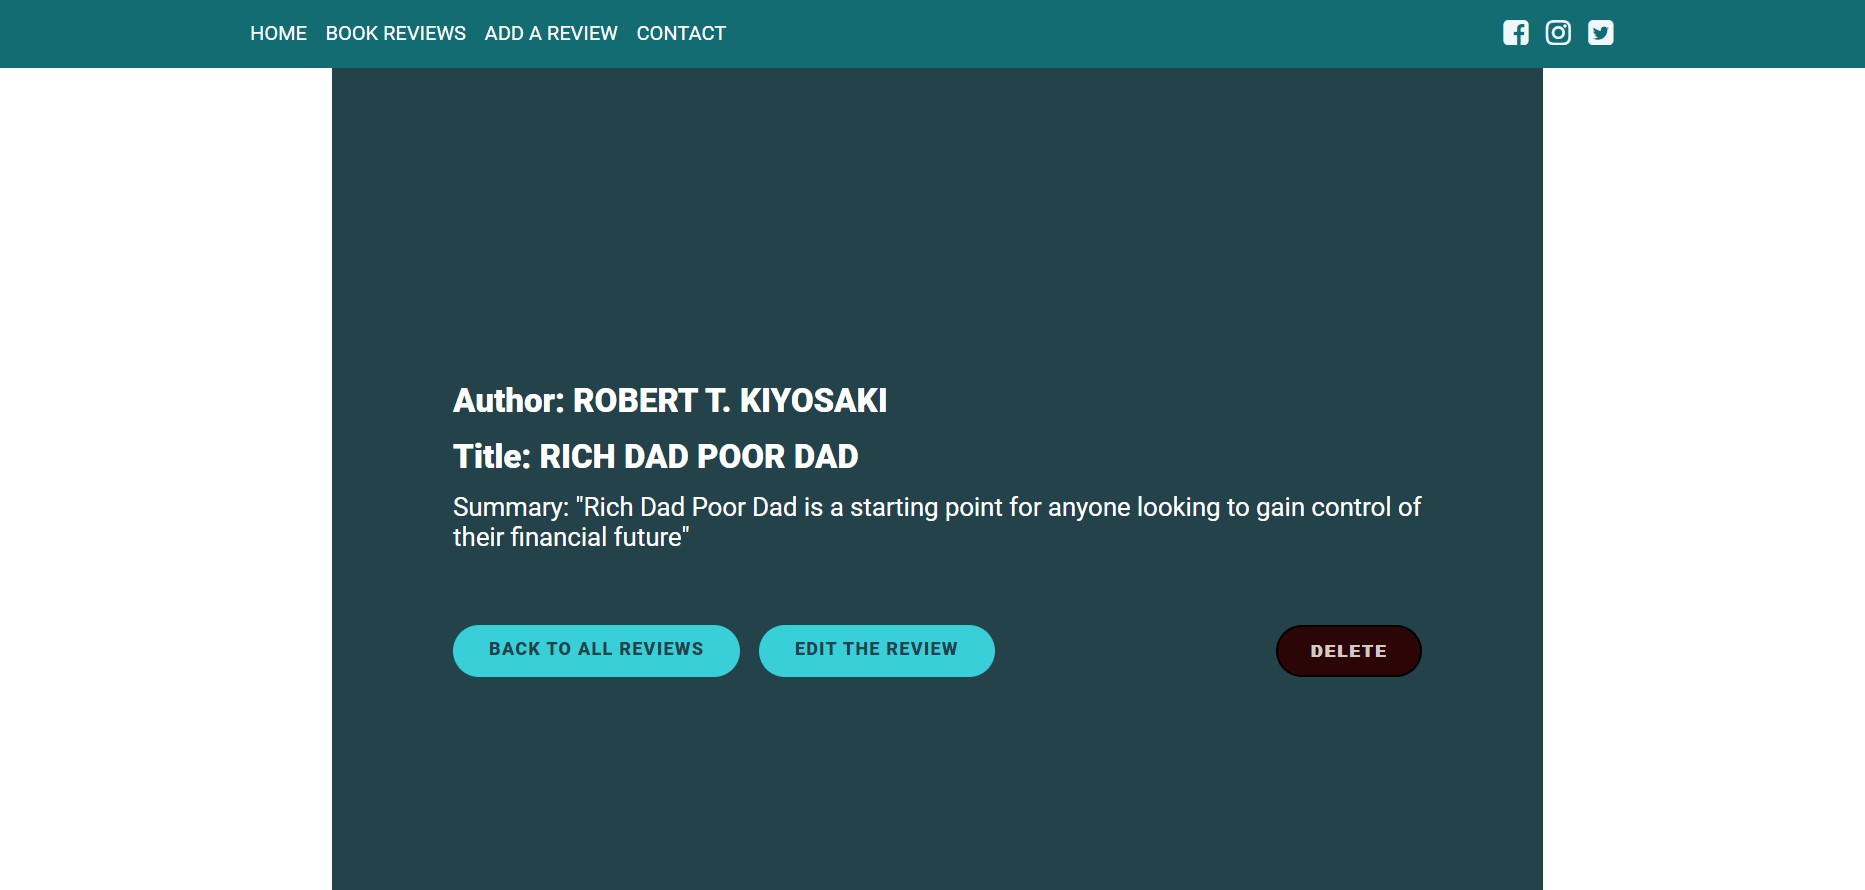 HOME BOOK REVIEWS ADD A REVIEW CONTACT
Author: ROBERT T. KIYOSAKI
Title: RICH DAD POOR DAD
Summary: "Rich Dad Poor Dad is a starting point for anyone looking to gain control of
their financial future"
BACK TO ALL REVIEWS EDIT THE REVIEW DELETE